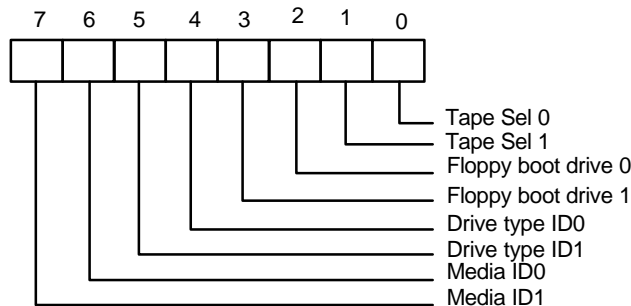 7 6 5 4 3 2 1 0
Tape Sel 0
Tape Sel 1
Floppy boot drive 0
Floppy boot drive 1
Drive type ID0
Drive type ID1
Media ID0
Media ID1